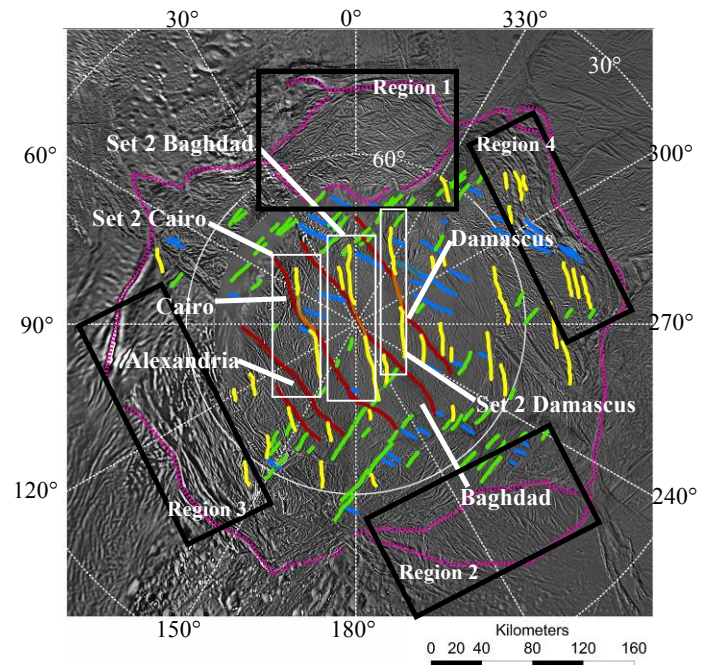 30° 0° 330°
30°
Region 1
Set 2 Baghdad
Region 4
60° 60° 300°
Set 2 Cairo
Damascus
Cairo
90° 270°
Alexandria
Set 2 Damascus
120° Baghdad 240°
Region 3
Region 2
150° 180°
Kilometers
0 20 40 80 120 160